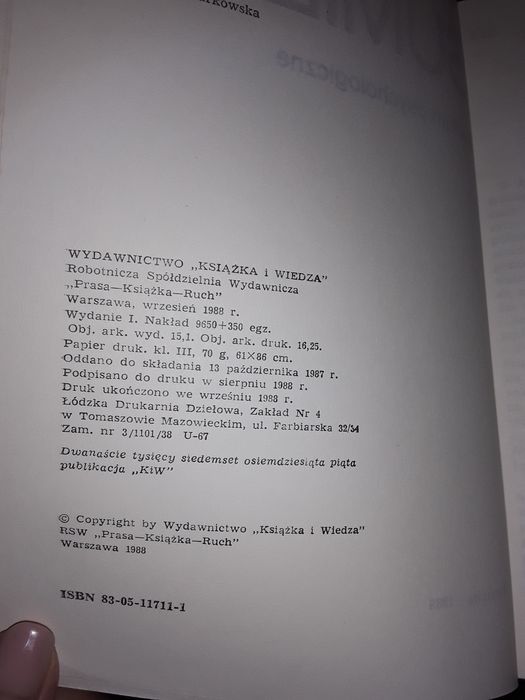 WYDAWNICTWO „KSIĄŻKA i WIEDZA”
Robotnicza Spółdzielnia Wydawnicza
„Prasa—Książka—Ruch”
Warszawa, wrzesień 1988 r.
Wydanie I. Nakład 9650+350 egz.
Obj. ark. wyd. 15,1. Obj. ark. druk. 16,25.
Papier druk. kl. III, 70 g, 61×86 cm.
Oddano do składania 13 października 1987 r.
Podpisano do druku w sierpniu 1988 r.
Druk ukończono we wrześniu 1988 r.
Łódzka Drukarnia Dziełowa, Zakład Nr 4
w Tomaszowie Mazowieckim, ul. Farbiarska 32/34
Zam. nr 3/1101/38 U-67
Dwanaście tysięcy siedemset osiemdziesiąta piąta
publikacja „KiW”
© Copyright by Wydawnictwo „Książka i Wiedza”
RSW „Prasa—Książka—Ruch”
Warszawa 1988
ISBN 83-05-11711-1